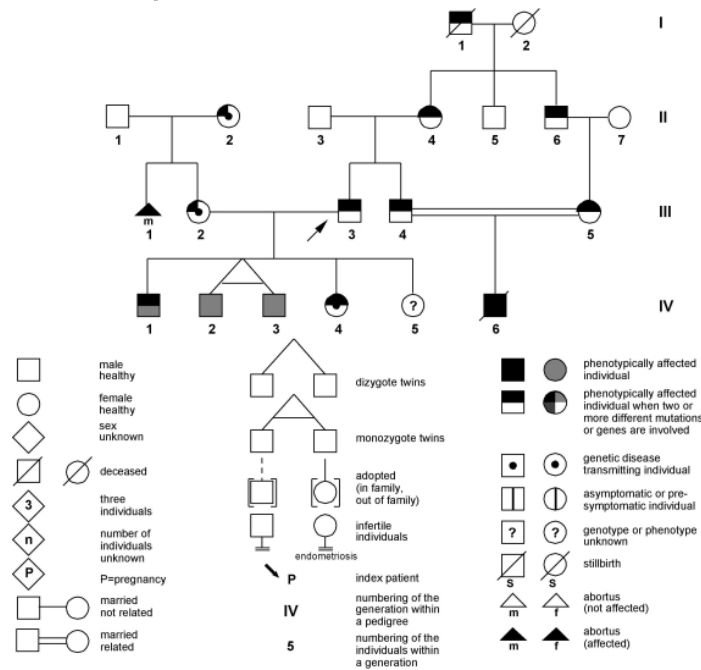 I
1 2
II
1 2 3 4 5 6 7
m
III
1 2 3 4 5
?
IV
1 2 3 4 5 6
male
healthy
female
healthy
sex
unknown
deceased
3
three
individuals
n
number of
individuals
unknown
P
P=pregnancy
married
not related
married
related
dizygote twins
monozygote twins
adopted
(in family,
out of family)
infertile
individuals
endometriosis
P
index patient
IV
numbering of the
generation within
a pedigree
5
numbering of the
individuals within
a generation
phenotypically affected
individual
phenotypically affected
individual when two or
more different mutations
or genes are involved
genetic disease
transmitting individual
asymptomatic or pre-
symptomatic individual
? ?
genotype or phenotype
unknown
S S
stillbirth
m f
abortus
(not affected)
m f
abortus
(affected)